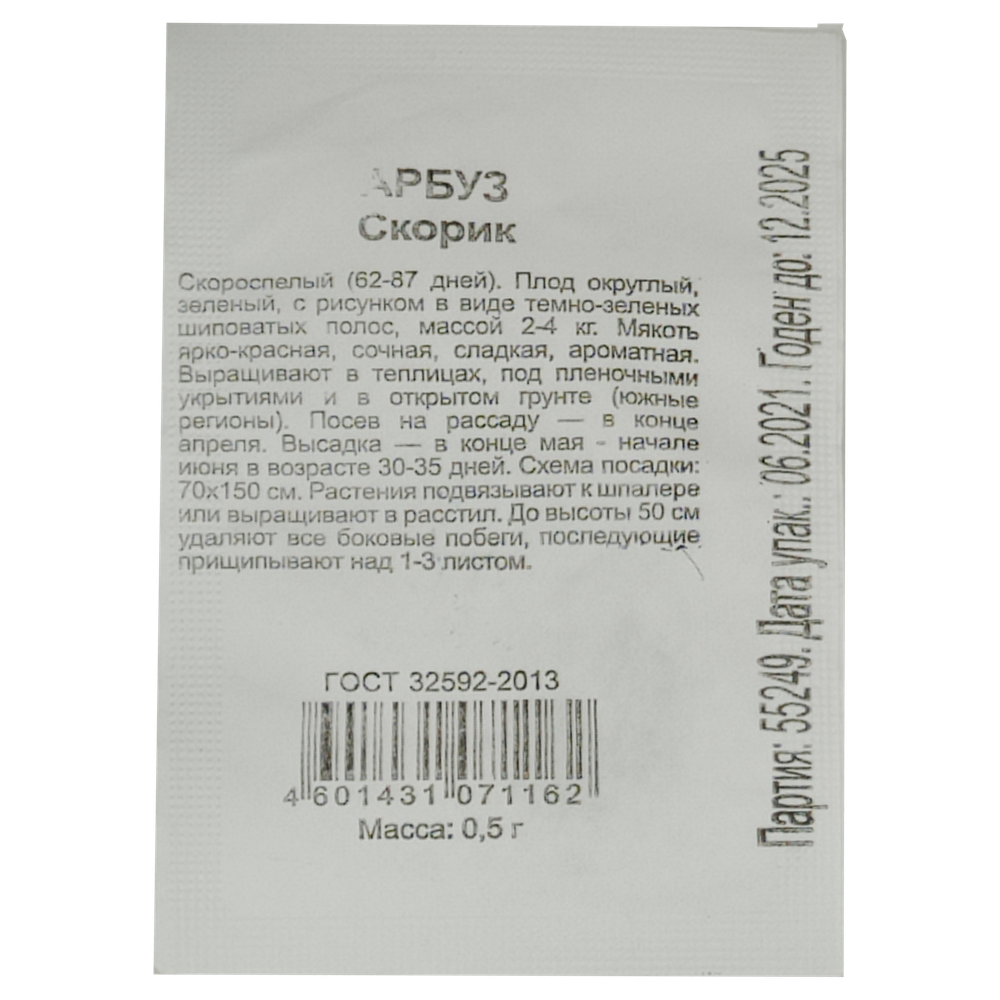 АРБУЗ
Скорик
Скороспелый (62-87 дней). Плод округлый,
зеленый, с рисунком в виде темно-зеленых
шиповатых полос, массой 2-4 кг. Мякоть
ярко-красная, сочная, сладкая, ароматная.
Выращивают в теплицах, под пленочными
укрытиями и в открытом грунте (южные
регионы). Посев на рассаду — в конце
апреля. Высадка — в конце мая - начале
июня в возрасте 30-35 дней. Схема посадки:
70х150 см. Растения подвязывают к шпалере
или выращивают в расстил. До высоты 50 см
удаляют все боковые побеги, последующие
прищипывают над 1-3 листом.
ГОСТ 32592-2013
4 601431 071162
Масса: 0,5 г
Партия: 55249. Дата упак.: 06.2021. Годен до: 12.2025